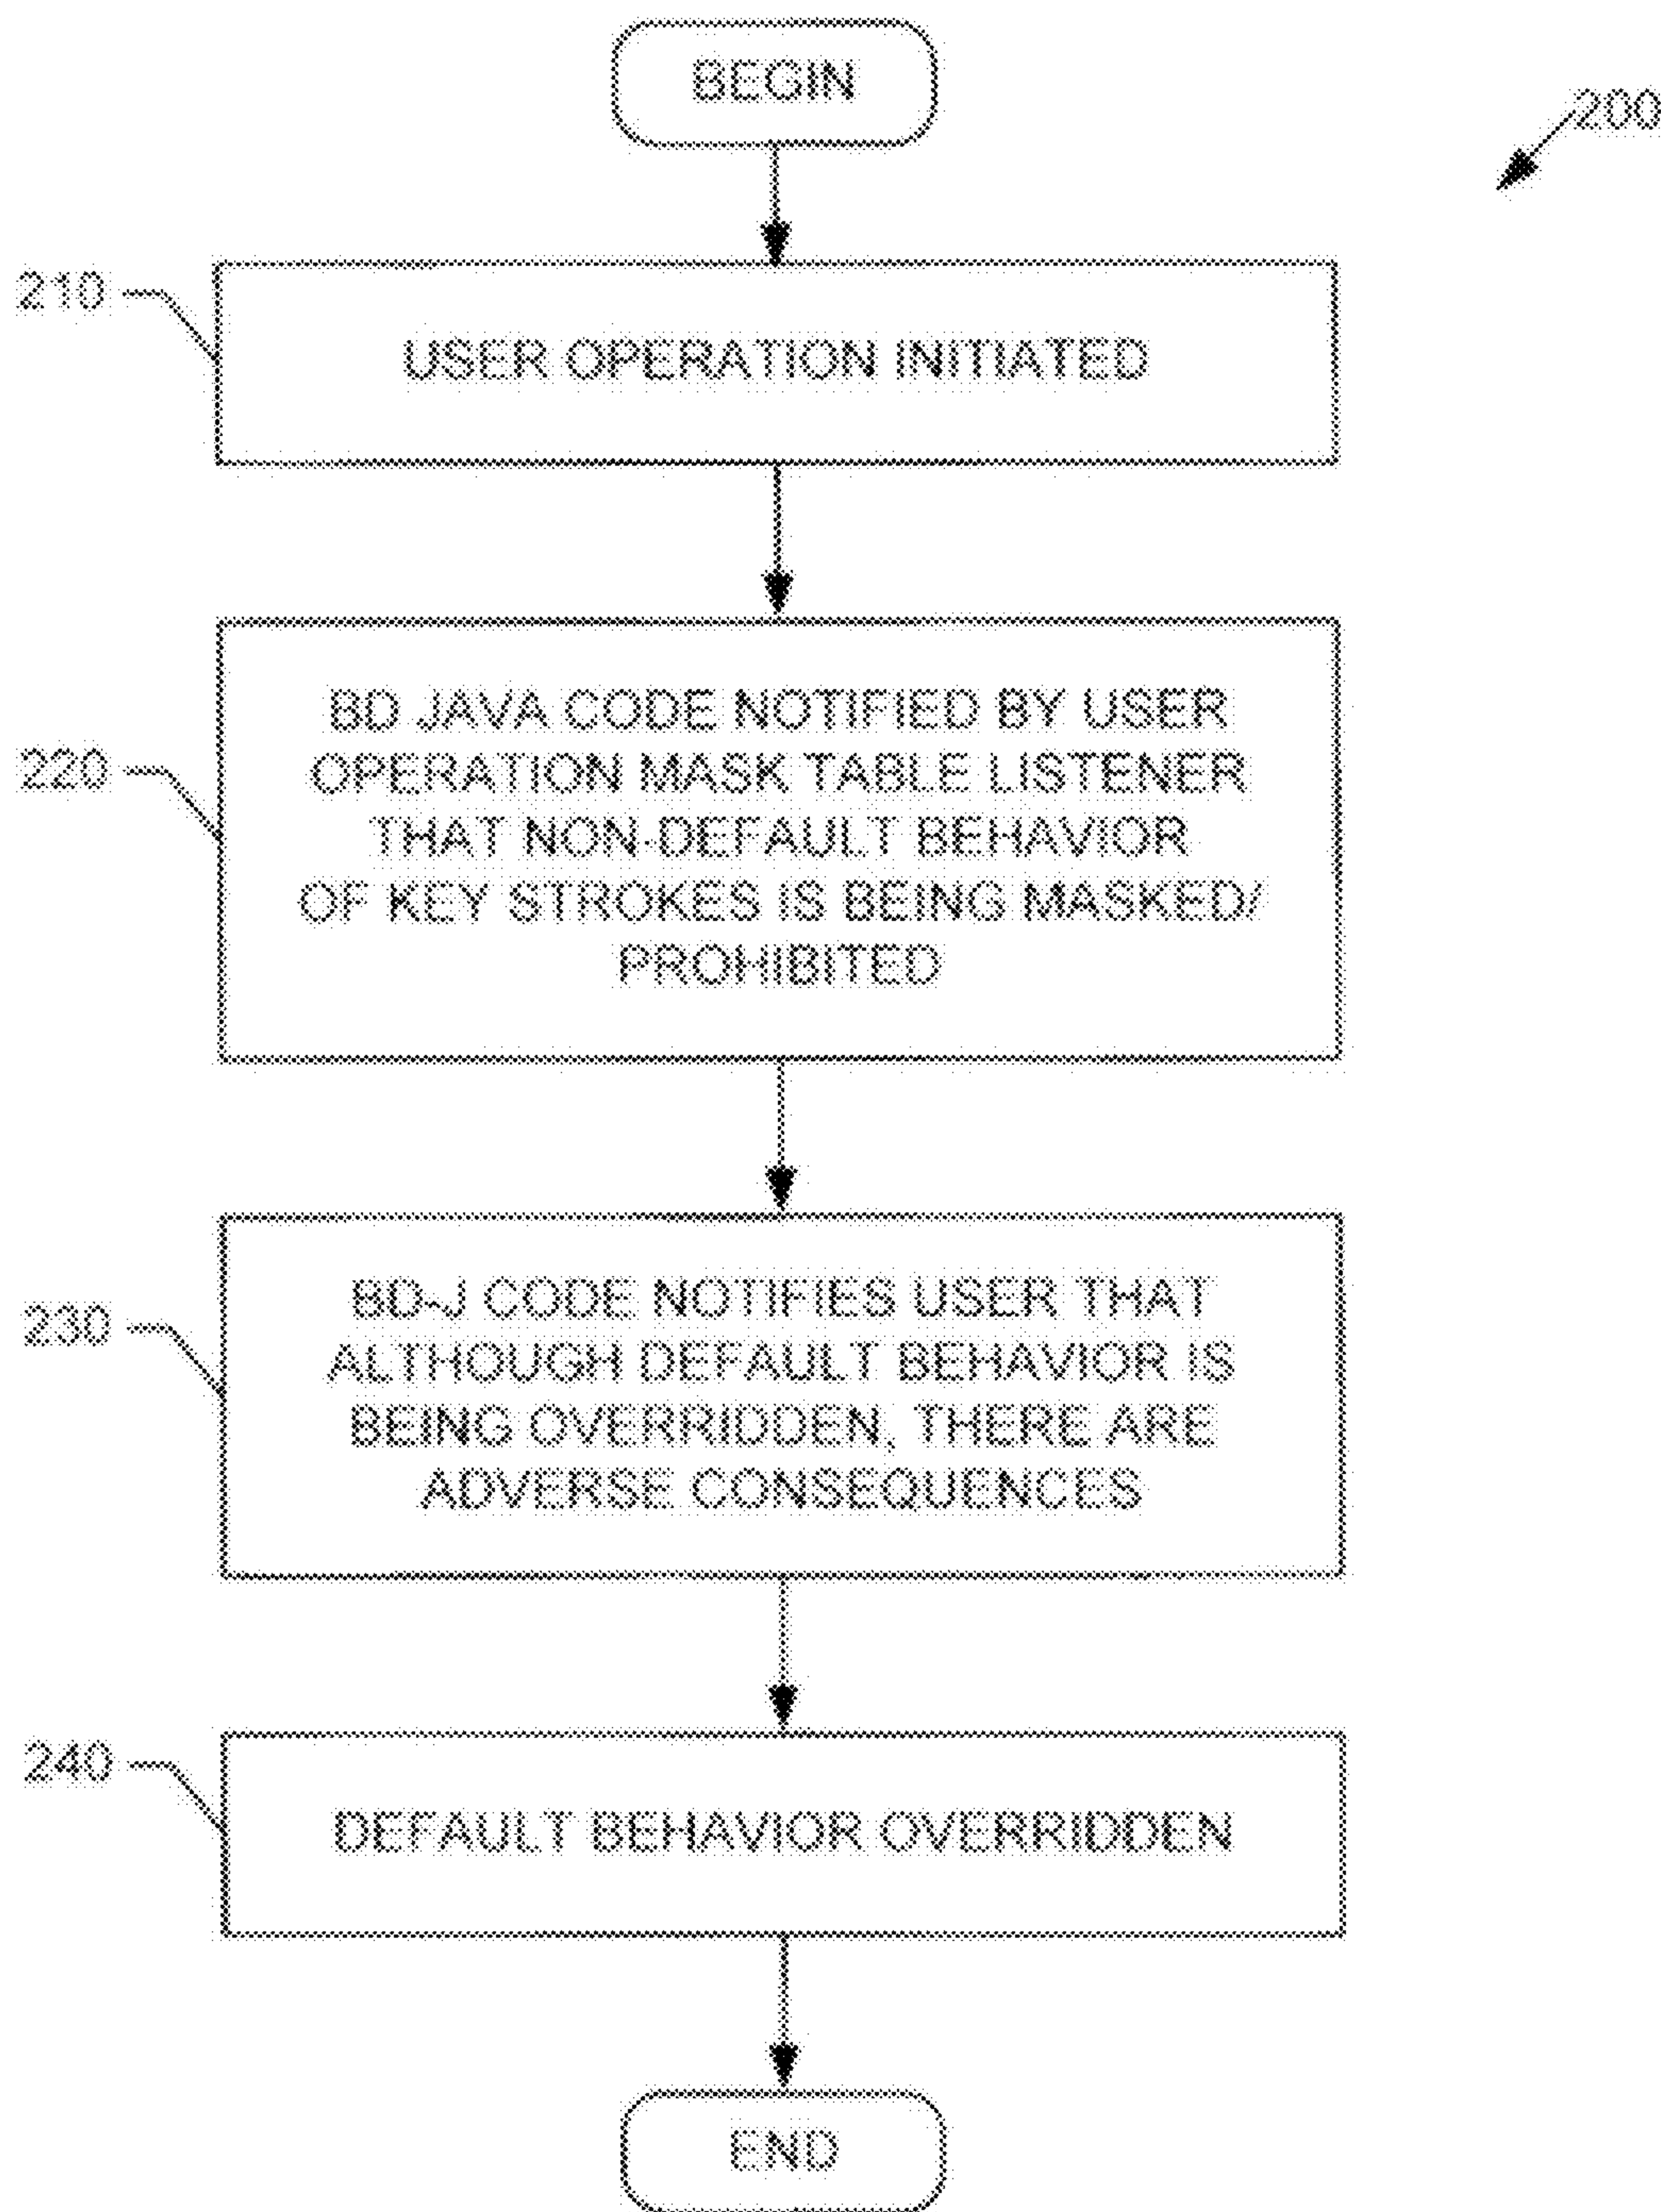 BEGIN
200
210
USER OPERATION INITIATED
220
BD JAVA CODE NOTIFIED BY USER
OPERATION MASK TABLE LISTENER
THAT NON-DEFAULT BEHAVIOR
OF KEY STROKES IS BEING MASKED/
PROHIBITED
230
BD-J CODE NOTIFIES USER THAT
ALTHOUGH DEFAULT BEHAVIOR IS
BEING OVERRIDDEN, THERE ARE
ADVERSE CONSEQUENCES
240
DEFAULT BEHAVIOR OVERRIDDEN
END